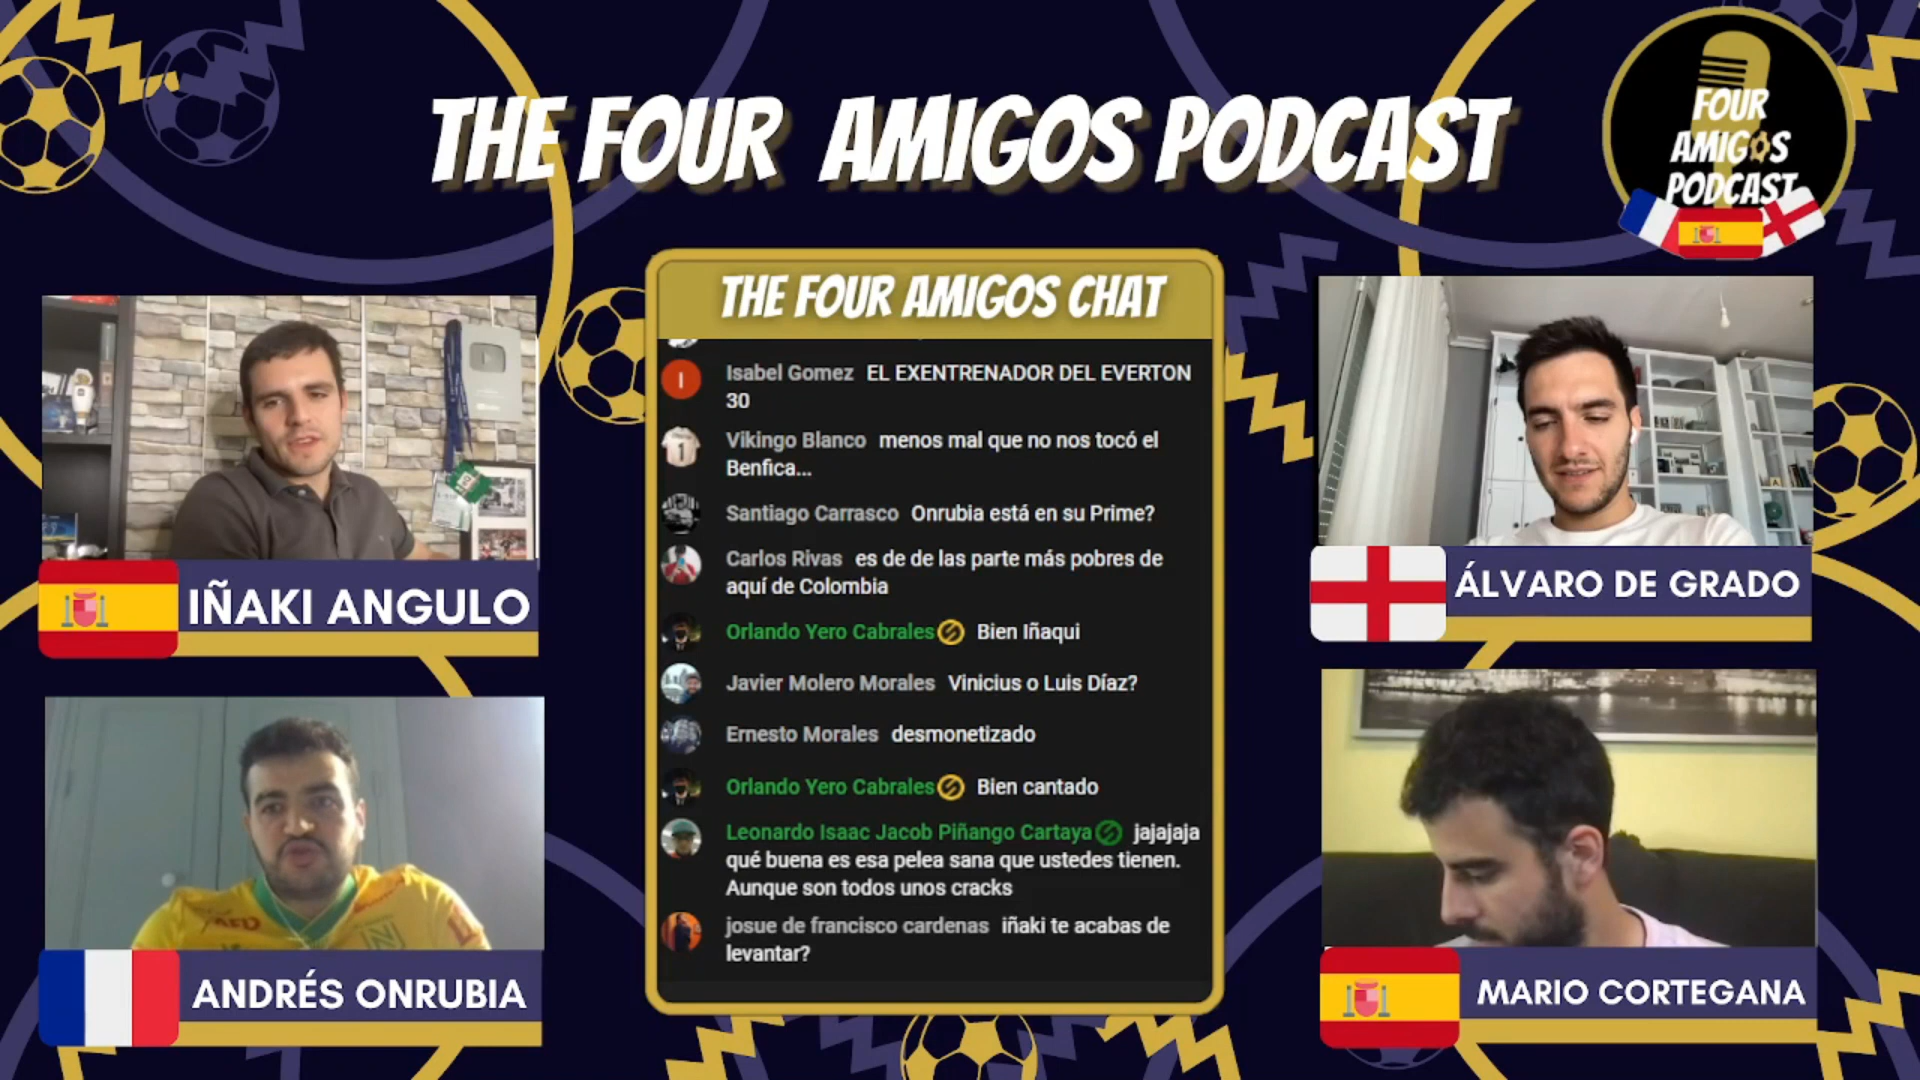 THE FOUR AMIGOS PODCAST
FOUR
AMIGOS
PODCAST
THE FOUR AMIGOS CHAT
Isabel Gomez EL EXENTRENADOR DEL EVERTON
30
Vikingo Blanco menos mal que no nos tocó el
Benfica...
Santiago Carrasco Onrubia está en su Prime?
Carlos Rivas es de de las parte más pobres de
aquí de Colombia
Orlando Yero Cabrales Bien Iñaqui
Javier Molero Morales Vinicius o Luis Díaz?
Ernesto Morales desmonetizado
Orlando Yero Cabrales Bien cantado
Leonardo Isaac Jacob Piñango Cartaya jajajaja
qué buena es esa pelea sana que ustedes tienen.
Aunque son todos unos cracks
josue de francisco cardenas iñaki te acabas de
levantar?
IÑAKI ANGULO
ÁLVARO DE GRADO
ANDRÉS ONRUBIA
MARIO CORTEGANA